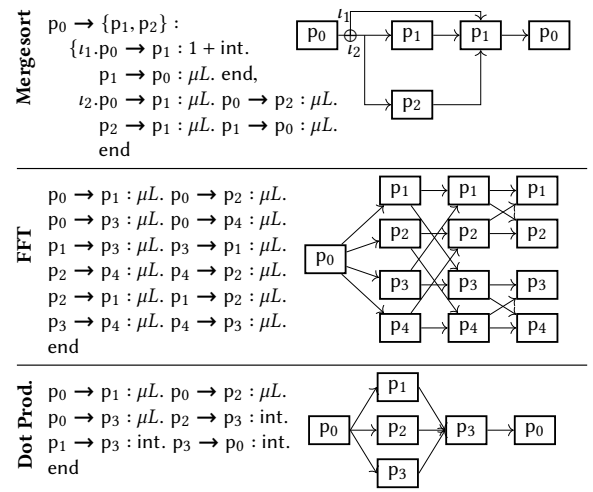 Mergesort
p₀ → {p₁, p₂} :
{ι₁.p₀ → p₁ : 1 + int.
p₁ → p₀ : μL. end,
ι₂.p₀ → p₁ : μL. p₀ → p₂ : μL.
p₂ → p₁ : μL. p₁ → p₀ : μL.
end
ι₁
p₀ ⊕ p₁ p₁ p₀
ι₂
p₂
FFT
p₀ → p₁ : μL. p₀ → p₂ : μL.
p₀ → p₃ : μL. p₀ → p₄ : μL.
p₁ → p₃ : μL. p₃ → p₁ : μL.
p₂ → p₄ : μL. p₄ → p₂ : μL.
p₂ → p₁ : μL. p₁ → p₂ : μL.
p₃ → p₄ : μL. p₄ → p₃ : μL.
end
p₁ p₁ p₁
p₂ p₂ p₂
p₀
p₃ p₃ p₃
p₄ p₄ p₄
Dot Prod.
p₀ → p₁ : μL. p₀ → p₂ : μL.
p₀ → p₃ : μL. p₂ → p₃ : int.
p₁ → p₃ : int. p₃ → p₀ : int.
end
p₁
p₀ p₂ p₃ p₀
p₃